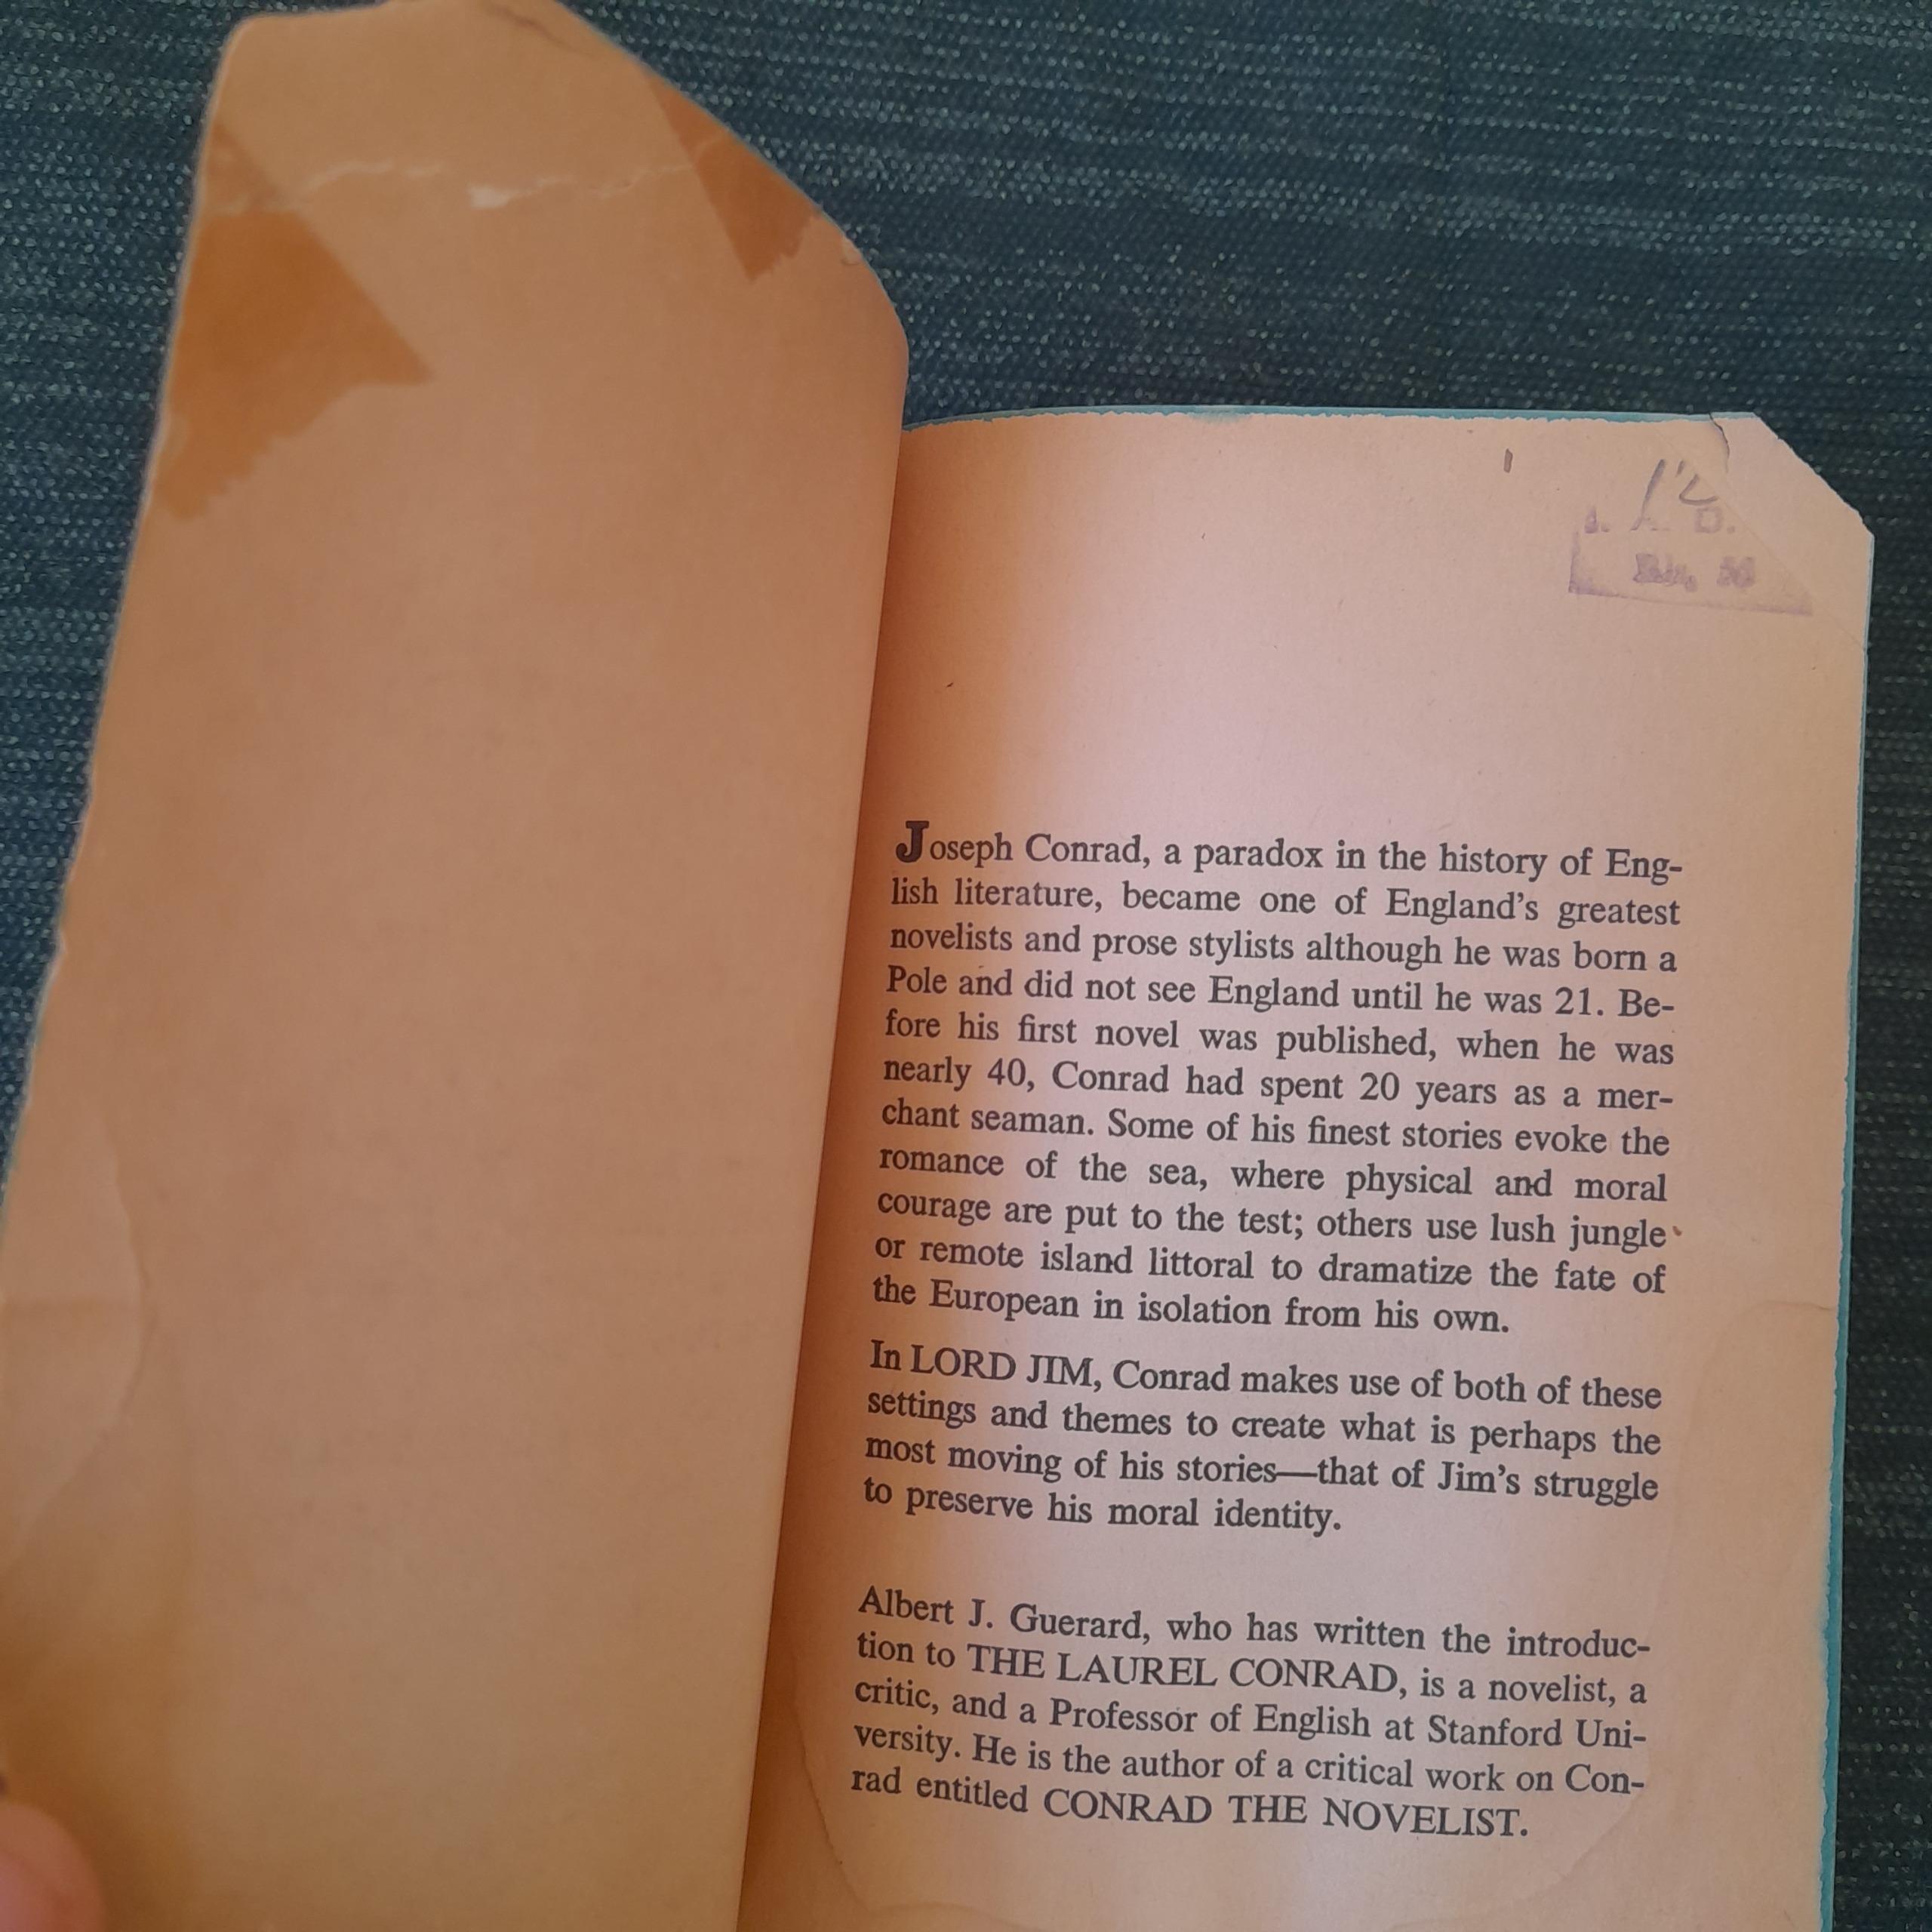 Joseph Conrad, a paradox in the history of Eng-
lish literature, became one of England's greatest
novelists and prose stylists although he was born a
Pole and did not see England until he was 21. Be-
fore his first novel was published, when he was
nearly 40, Conrad had spent 20 years as a mer-
chant seaman. Some of his finest stories evoke the
romance of the sea, where physical and moral
courage are put to the test; others use lush jungle
or remote island littoral to dramatize the fate of
the European in isolation from his own.
In LORD JIM, Conrad makes use of both of these
settings and themes to create what is perhaps the
most moving of his stories—that of Jim's struggle
to preserve his moral identity.
Albert J. Guerard, who has written the introduc-
tion to THE LAUREL CONRAD, is a novelist, a
critic, and a Professor of English at Stanford Uni-
versity. He is the author of a critical work on Con-
rad entitled CONRAD THE NOVELIST.